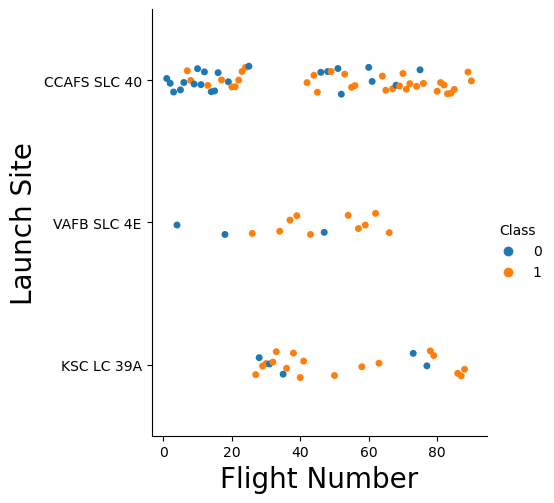 CCAFS SLC 40
VAFB SLC 4E
KSC LC 39A
Launch Site
0 20 40 60 80
Flight Number
Class
0
1